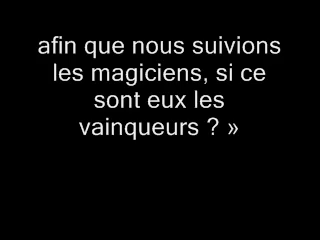 afin que nous suivions
les magiciens, si ce
sont eux les
vainqueurs ? »